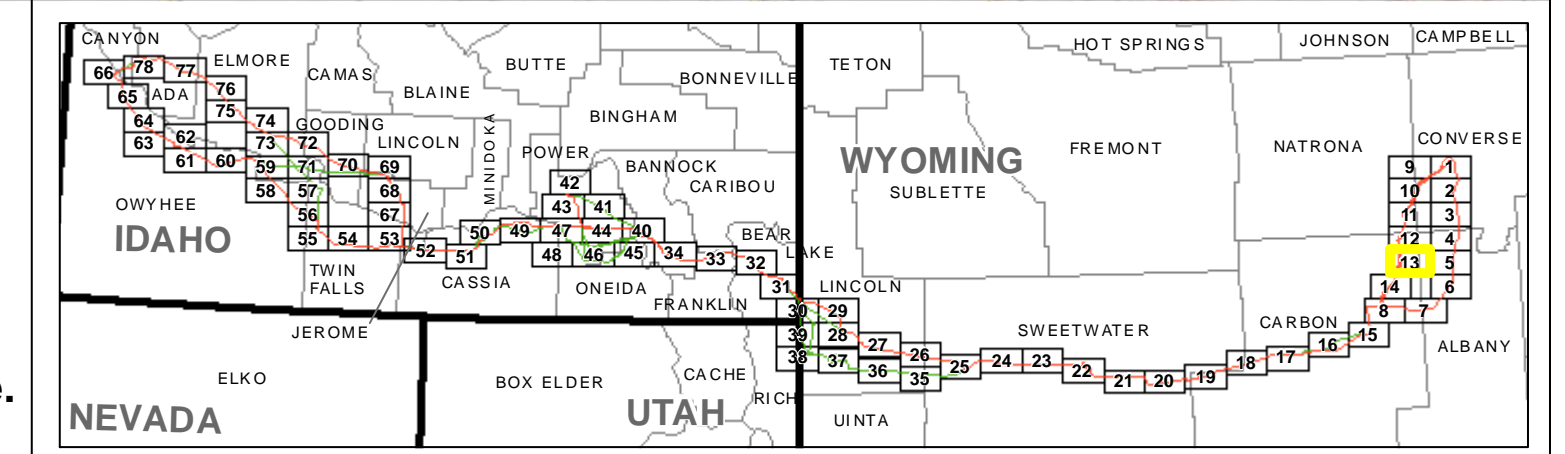 CANYON
ELMORE
CAMAS
BUTTE
BONNEVILLE
TETON
HOT SPRINGS
JOHNSON
CAMPBELL
66 78 77
76
ADA
BLAINE
65
75
64
74
GOODING
BINGHAM
63 62
73 72
LINCOLN
MINIDOKA
POWER
BANNOCK
CARIBOU
WYOMING
SUBLETTE
FREMONT
NATRONA
CONVERSE
61 60 59 71 70 69
58 57 68
42
9 1
10 2
OWYHEE
IDAHO
56 67
43 41
11 3
55 54 53 52 51 50 49 47 44 40
48 46 45 34 33 32
BEAR
LAKE
12 4
13 5
TWIN
FALLS
CASSIA
ONEIDA
FRANKLIN
31
LINCOLN
14 6
JEROME
30 29
8 7
39 28
SWEETWATER
CARBON
15
ALBANY
38 37 27 26 25 24 23 22 21 20 19 18 17 16
36 35
ELKO
BOX ELDER
CACHE
RICH
NEVADA
UTAH
UINTA
e.